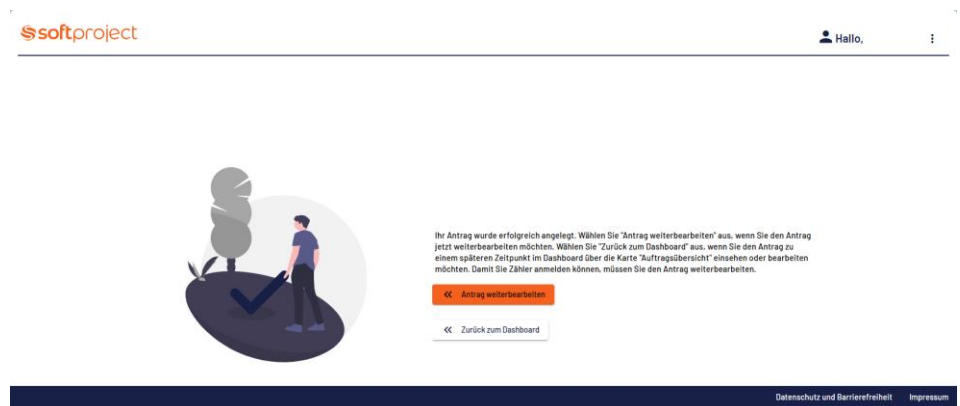 softproject
Hallo,
Ihr Antrag wurde erfolgreich angelegt. Wählen Sie "Antrag weiterbearbeiten" aus, wenn Sie den Antrag
jetzt weiterbearbeiten möchten. Wählen Sie "Zurück zum Dashboard" aus, wenn Sie den Antrag zu
einem späteren Zeitpunkt im Dashboard über die Karte "Auftragsübersicht" einsehen oder bearbeiten
möchten. Damit Sie Zähler anmelden können, müssen Sie den Antrag weiterbearbeiten.
Antrag weiterbearbeiten
Zurück zum Dashboard
Datenschutz und Barrierefreiheit Impressum